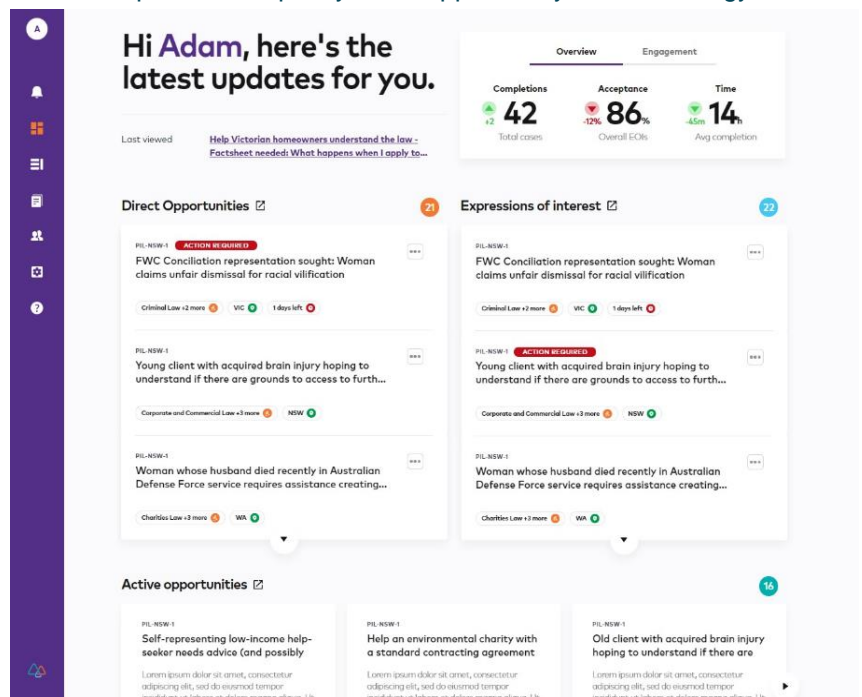 A
Hi Adam, here's the
latest updates for you.
Last viewed
Help Victorian homeowners understand the law -
Factsheet needed: What happens when I apply to...
Overview Engagement
Completions Acceptance Time
+2 42 -12% 86% -45m 14h
Total cases Overall EOIs Avg completion
Direct Opportunities 21
PIL-NSW-1 ACTION REQUIRED
FWC Conciliation representation sought: Woman
claims unfair dismissal for racial vilification
Criminal Law +2 more VIC 1 days left
PIL-NSW-1
Young client with acquired brain injury hoping to
understand if there are grounds to access to furth...
Corporate and Commercial Law +3 more NSW
PIL-NSW-1
Woman whose husband died recently in Australian
Defense Force service requires assistance creating...
Charities Law +3 more WA
Expressions of interest 22
PIL-NSW-1
FWC Conciliation representation sought: Woman
claims unfair dismissal for racial vilification
Criminal Law +2 more VIC 1 days left
PIL-NSW-1 ACTION REQUIRED
Young client with acquired brain injury hoping to
understand if there are grounds to access to furth...
Corporate and Commercial Law +3 more NSW
PIL-NSW-1
Woman whose husband died recently in Australian
Defense Force service requires assistance creating...
Charities Law +3 more WA
Active opportunities 16
PIL-NSW-1
Self-representing low-income help-
seeker needs advice (and possibly
Lorem ipsum dolor sit amet, consectetur
adipiscing elit, sed do eiusmod tempor
PIL-NSW-1
Help an environmental charity with
a standard contracting agreement
Lorem ipsum dolor sit amet, consectetur
adipiscing elit, sed do eiusmod tempor
PIL-NSW-1
Old client with acquired brain injury
hoping to understand if there are
Lorem ipsum dolor sit amet, consectetur
adipiscing elit, sed do eiusmod tempor